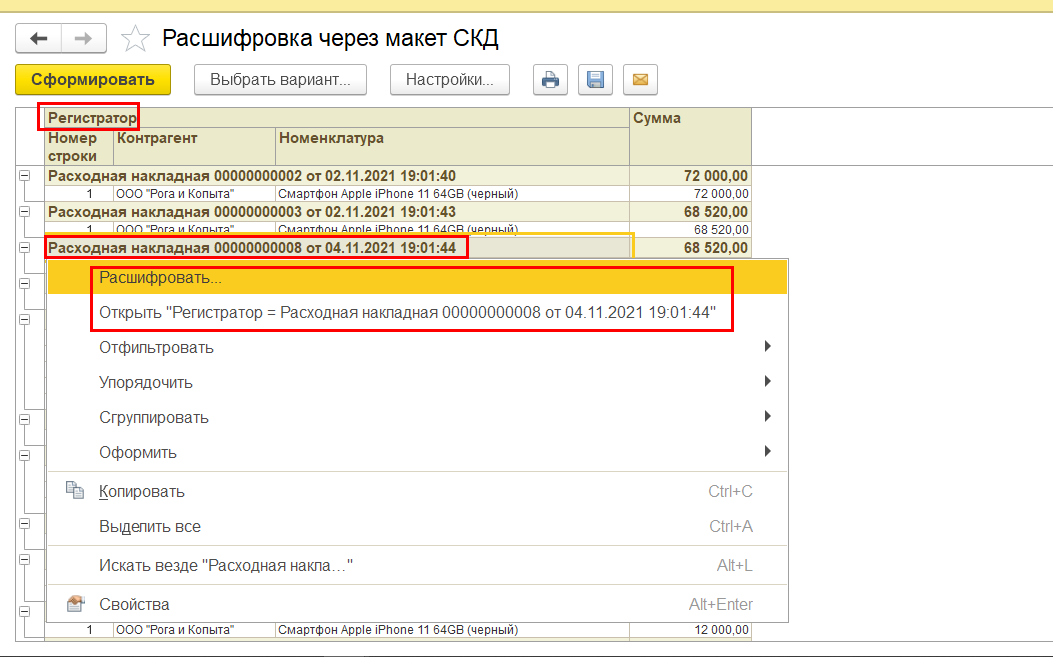 Расшифровка через макет СКД
Сформировать Выбрать вариант... Настройки...
Регистратор Сумма
Номер строки Контрагент Номенклатура
Расходная накладная 00000000002 от 02.11.2021 19:01:40 72 000,00
1 ООО "Рога и Копыта" Смартфон Apple iPhone 11 64GB (черный) 72 000,00
Расходная накладная 00000000003 от 02.11.2021 19:01:43 68 520,00
1 ООО "Рога и Копыта" Смартфон Apple iPhone 11 64GB (черный) 68 520,00
Расходная накладная 00000000008 от 04.11.2021 19:01:44 68 520,00
Расшифровать...
Открыть "Регистратор = Расходная накладная 00000000008 от 04.11.2021 19:01:44"
Отфильтровать
Упорядочить
Сгруппировать
Оформить
Копировать Ctrl+C
Выделить все Ctrl+A
Искать везде "Расходная накла…" Alt+L
Свойства Alt+Enter
1 ООО "Рога и Копыта" Смартфон Apple iPhone 11 64GB (черный) 12 000,00